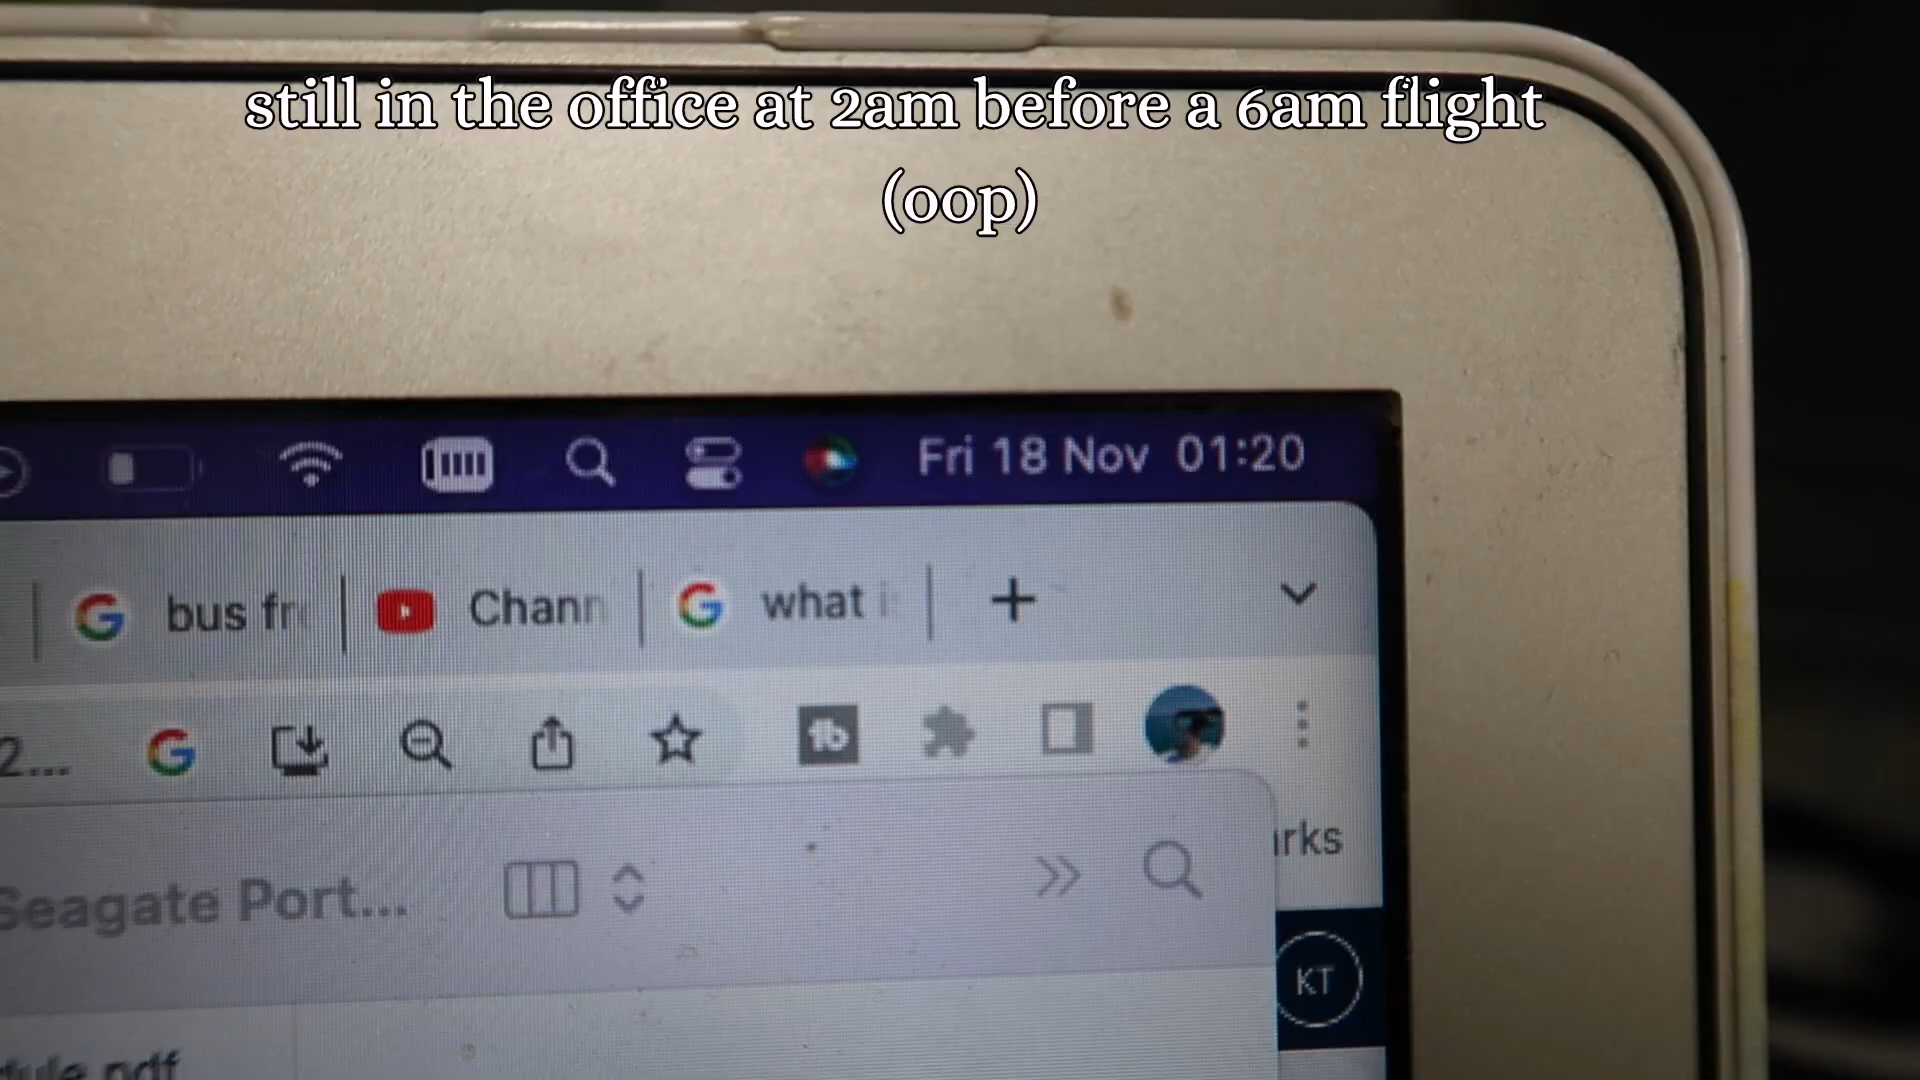 still in the office at 2am before a 6am flight
(oop)
Fri 18 Nov 01:20
bus fr
Chann
what i
2...
Seagate Port...
rks
KT